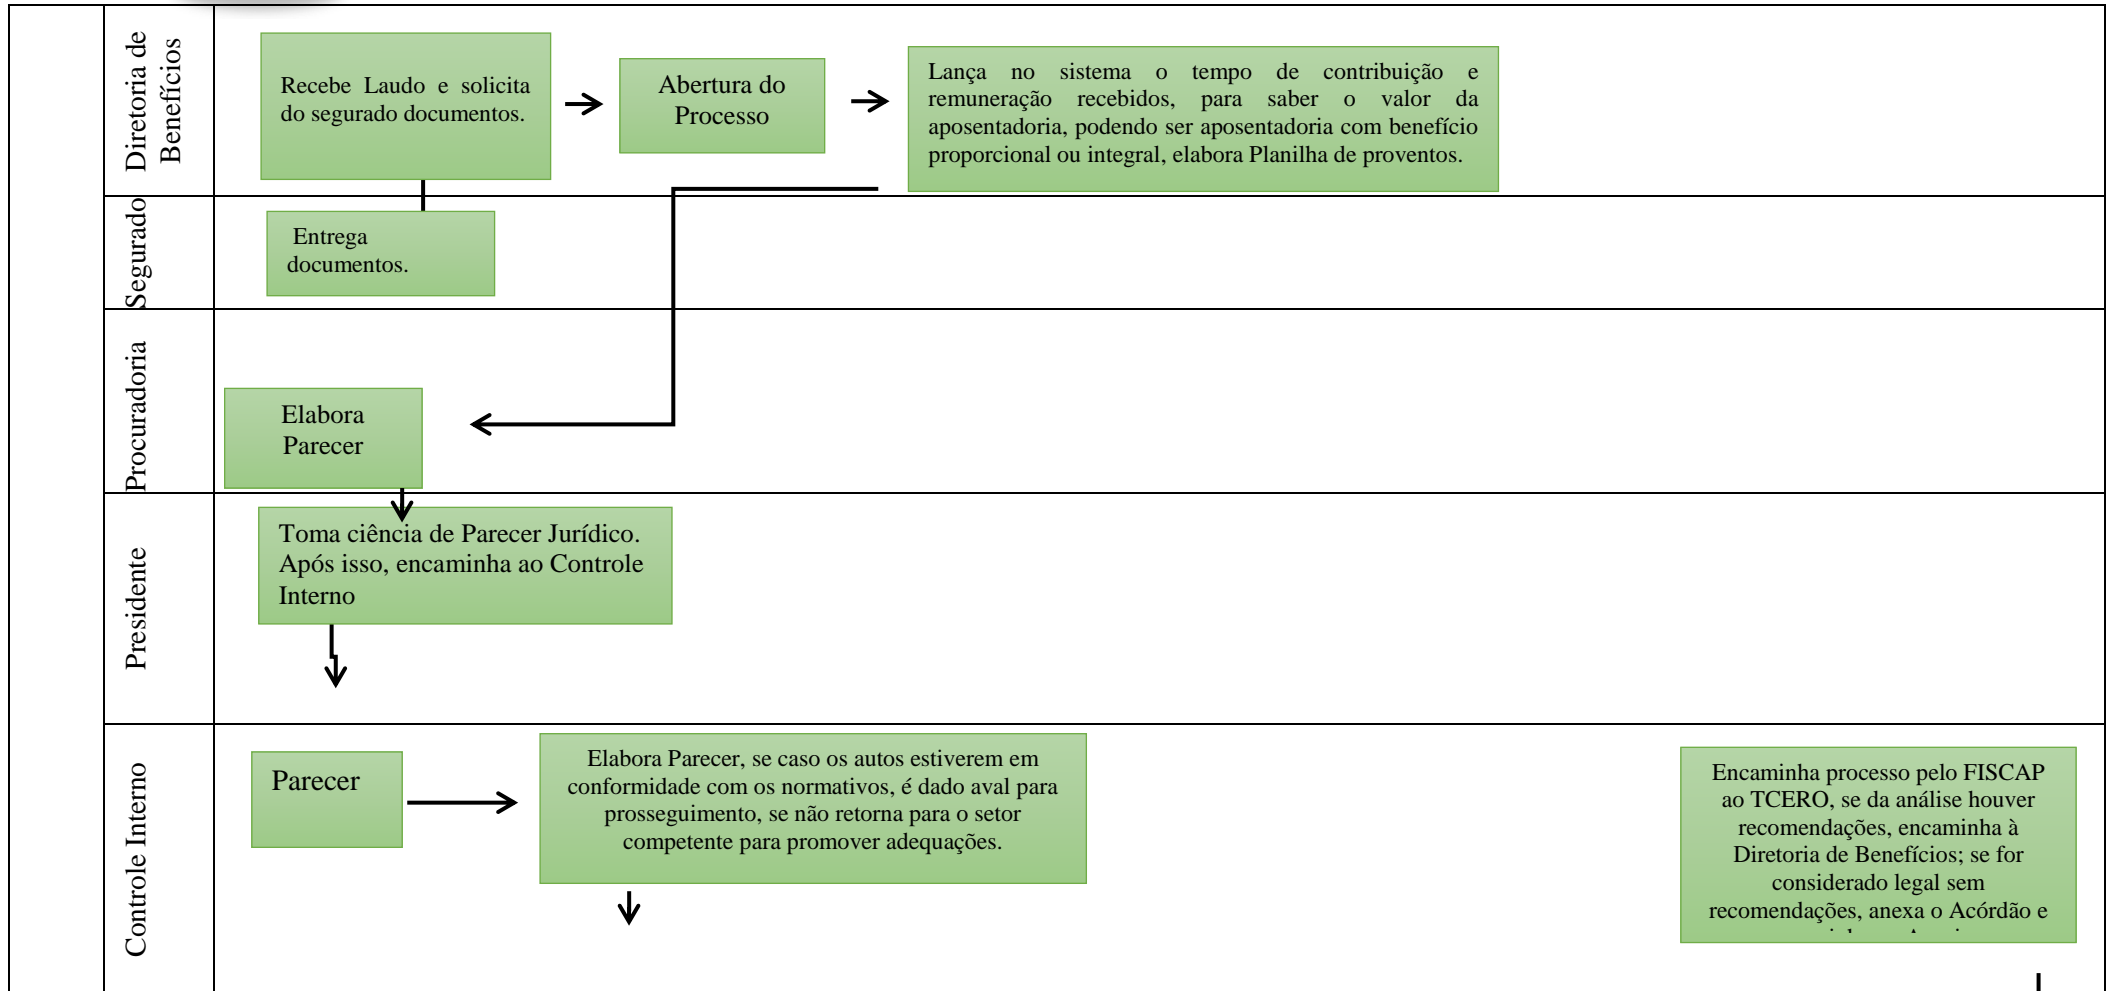 Diretoria de
Benefícios
Recebe Laudo e solicita
do segurado documentos.
Abertura do
Processo
Lança no sistema o tempo de contribuição e
remuneração recebidos, para saber o valor da
aposentadoria, podendo ser aposentadoria com benefício
proporcional ou integral, elabora Planilha de proventos.
Segurado
Entrega
documentos.
Procuradoria
Elabora
Parecer
Presidente
Toma ciência de Parecer Jurídico.
Após isso, encaminha ao Controle
Interno
Controle Interno
Parecer
Elabora Parecer, se caso os autos estiverem em
conformidade com os normativos, é dado aval para
prosseguimento, se não retorna para o setor
competente para promover adequações.
Encaminha processo pelo FISCAP
ao TCERO, se da análise houver
recomendações, encaminha à
Diretoria de Benefícios; se for
considerado legal sem
recomendações, anexa o Acórdão e